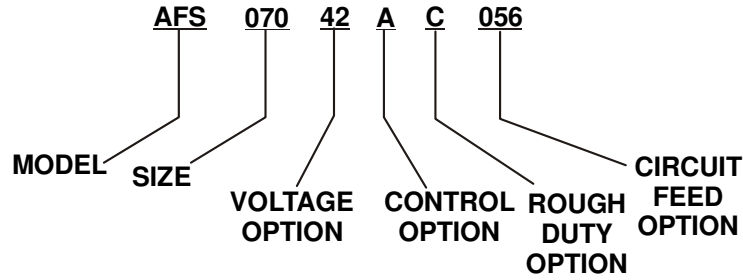 AFS 070 42 A C 056
MODEL
SIZE
VOLTAGE
OPTION
CONTROL
OPTION
ROUGH
DUTY
OPTION
CIRCUIT
FEED
OPTION